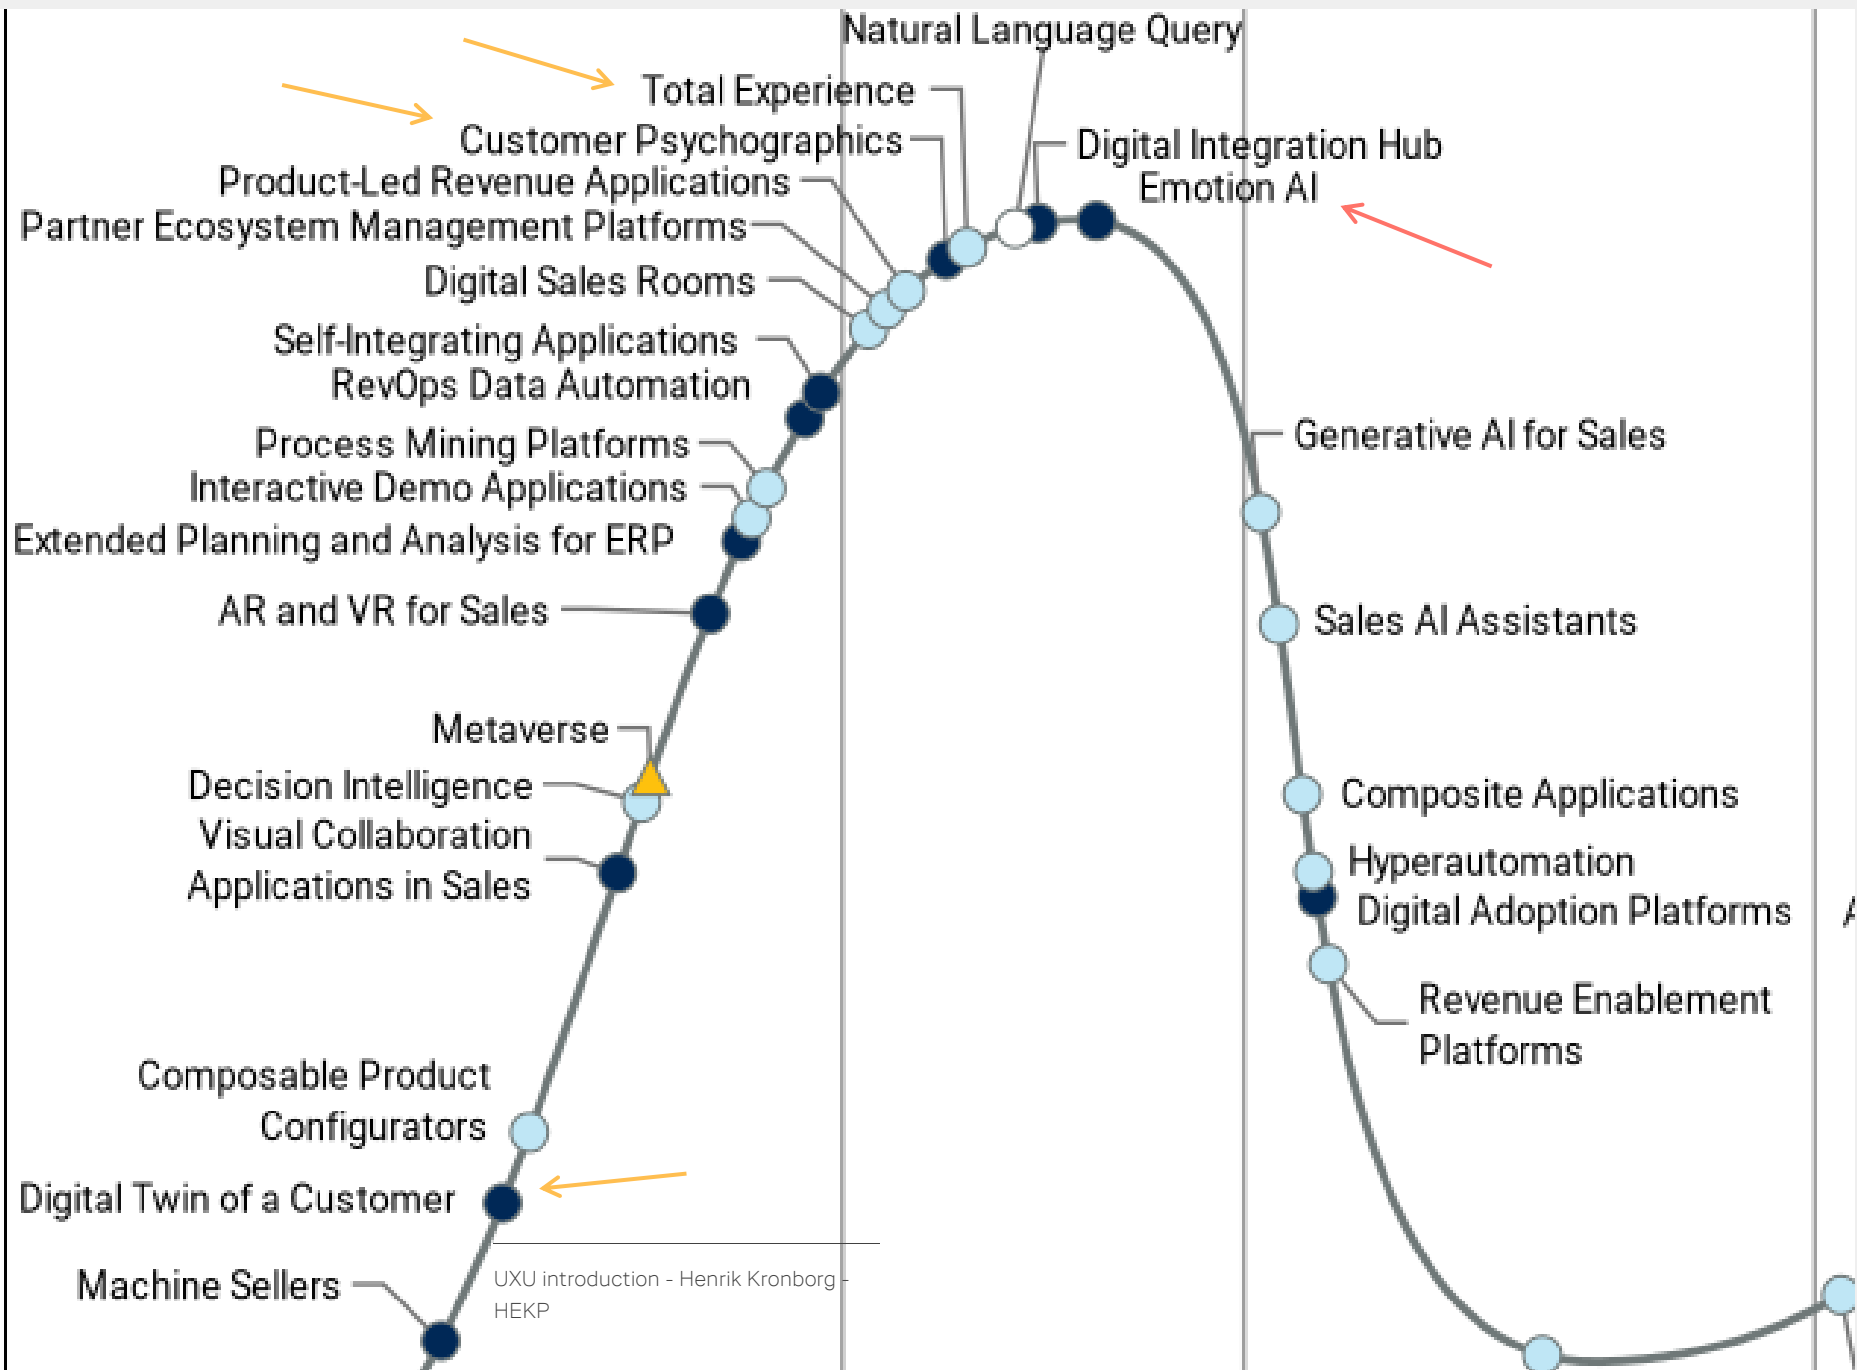 Natural Language Query
Total Experience
Customer Psychographics
Digital Integration Hub
Product-Led Revenue Applications
Emotion AI
Partner Ecosystem Management Platforms
Digital Sales Rooms
Self-Integrating Applications
RevOps Data Automation
Process Mining Platforms
Generative AI for Sales
Interactive Demo Applications
Extended Planning and Analysis for ERP
AR and VR for Sales
Sales AI Assistants
Metaverse
Decision Intelligence
Composite Applications
Visual Collaboration
Applications in Sales
Hyperautomation
Digital Adoption Platforms
Revenue Enablement
Platforms
Composable Product
Configurators
Digital Twin of a Customer
Machine Sellers
UXU introduction - Henrik Kronborg -
HEKP